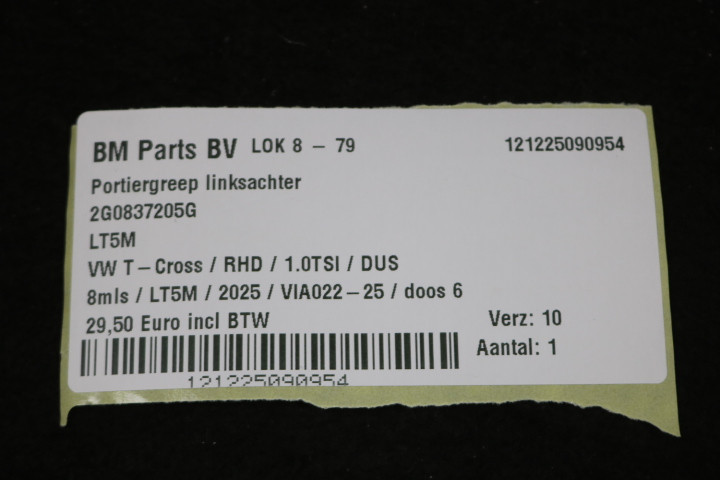 BM Parts BV LOK 8 - 79 121225090954
Portiergreep linksachter
2G0837205G
LT5M
VW T-Cross / RHD / 1.0TSI / DUS
8mls / LT5M / 2025 / VIA022-25 / doos 6
29,50 Euro incl BTW Verz: 10
Aantal: 1
121225090954